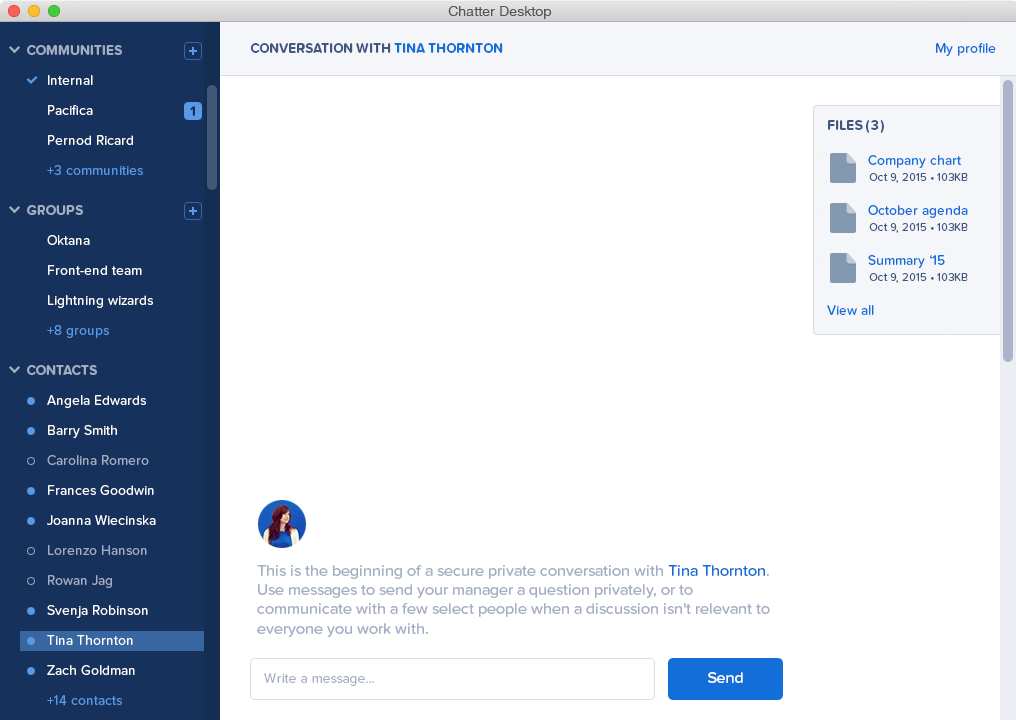 Chatter Desktop
COMMUNITIES
Internal
Pacifica
1
Pernod Ricard
+3 communities
GROUPS
Oktana
Front-end team
Lightning wizards
+8 groups
CONTACTS
Angela Edwards
Barry Smith
Carolina Romero
Frances Goodwin
Joanna Wiecinska
Lorenzo Hanson
Rowan Jag
Svenja Robinson
Tina Thornton
Zach Goldman
+14 contacts
CONVERSATION WITH TINA THORNTON
My profile
FILES (3)
Company chart
Oct 9, 2015 • 103KB
October agenda
Oct 9, 2015 • 103KB
Summary ‘15
Oct 9, 2015 • 103KB
View all
This is the beginning of a secure private conversation with Tina Thornton.
Use messages to send your manager a question privately, or to
communicate with a few select people when a discussion isn't relevant to
everyone you work with.
Write a message...
Send